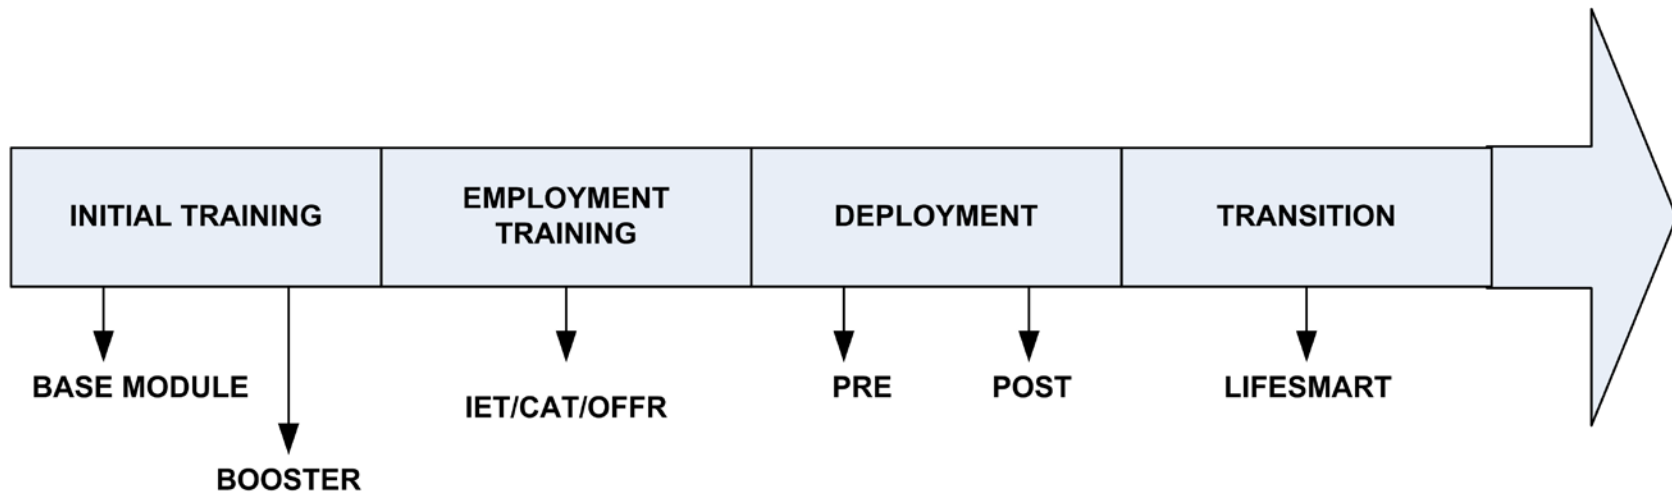 INITIAL TRAINING
EMPLOYMENT
TRAINING
DEPLOYMENT
TRANSITION
BASE MODULE
BOOSTER
IET/CAT/OFFR
PRE
POST
LIFESMART